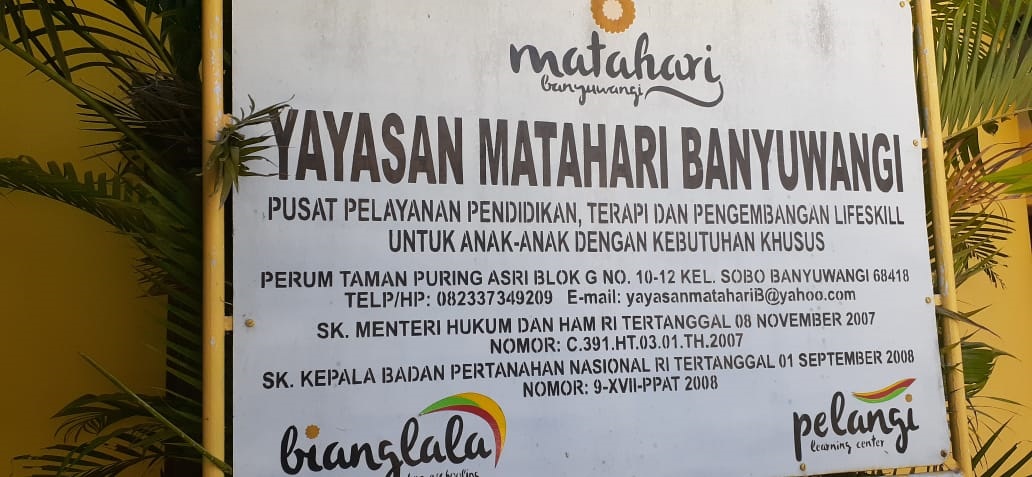 matahari
banyuwangi
YAYASAN MATAHARI BANYUWANGI
PUSAT PELAYANAN PENDIDIKAN, TERAPI DAN PENGEMBANGAN LIFESKILL
UNTUK ANAK-ANAK DENGAN KEBUTUHAN KHUSUS
PERUM TAMAN PURING ASRI BLOK G NO. 10-12 KEL. SOBO BANYUWANGI 68418
TELP/HP: 082337349209 E-mail: yayasanmatahariB@yahoo.com
SK. MENTERI HUKUM DAN HAM RI TERTANGGAL 08 NOVEMBER 2007
NOMOR: C.391.HT.03.01.TH.2007
SK. KEPALA BADAN PERTANAHAN NASIONAL RI TERTANGGAL 01 SEPTEMBER 2008
NOMOR: 9-XVII-PPAT 2008
bianglala
pelangi
learning center